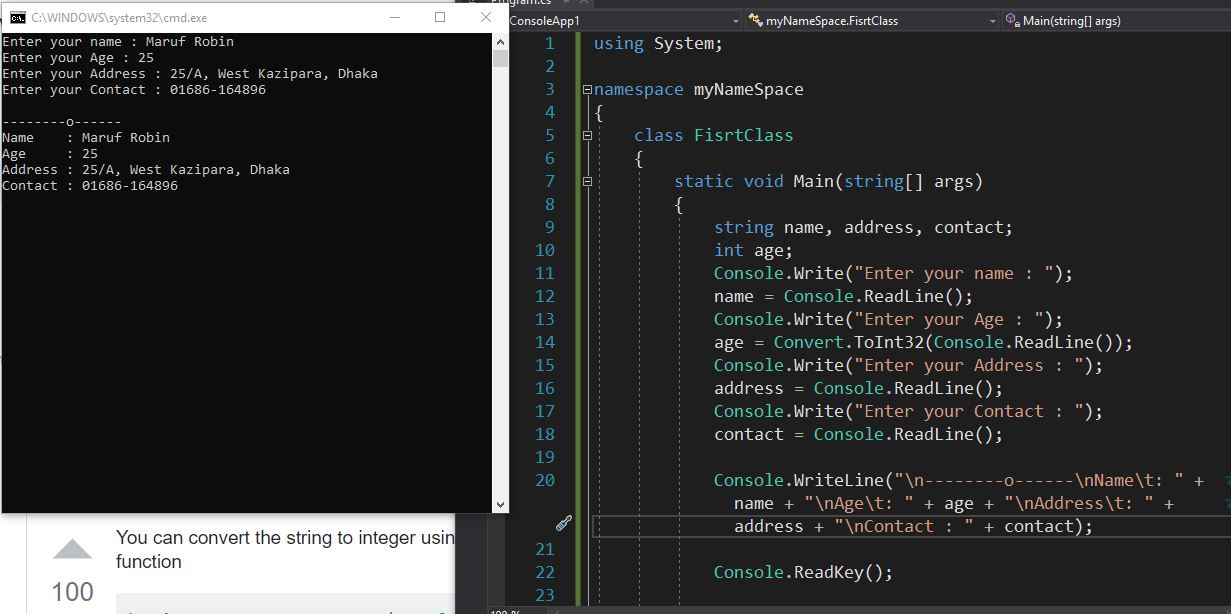 C:\WINDOWS\system32\cmd.exe
Enter your name : Maruf Robin
Enter your Age : 25
Enter your Address : 25/A, West Kazipara, Dhaka
Enter your Contact : 01686-164896
--------o------
Name    : Maruf Robin
Age     : 25
Address : 25/A, West Kazipara, Dhaka
Contact : 01686-164896
You can convert the string to integer usin
function
100
Program.cs
ConsoleApp1
myNameSpace.FisrtClass
Main(string[] args)
1 using System;
2
3 namespace myNameSpace
4 {
5 class FisrtClass
6 {
7 static void Main(string[] args)
8 {
9 string name, address, contact;
10 int age;
11 Console.Write("Enter your name : ");
12 name = Console.ReadLine();
13 Console.Write("Enter your Age : ");
14 age = Convert.ToInt32(Console.ReadLine());
15 Console.Write("Enter your Address : ");
16 address = Console.ReadLine();
17 Console.Write("Enter your Contact : ");
18 contact = Console.ReadLine();
19
20 Console.WriteLine("\n--------o------\nName\t: " +
name + "\nAge\t: " + age + "\nAddress\t: " +
address + "\nContact : " + contact);
21
22 Console.ReadKey();
23